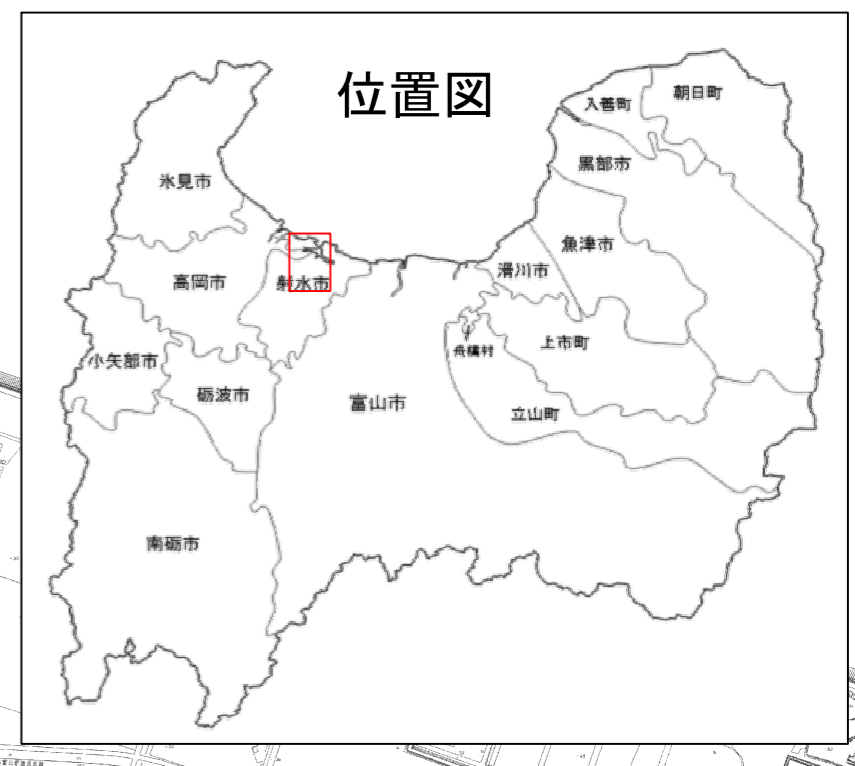 位置図
朝日町
入善町
黒部市
氷見市
魚津市
滑川市
高岡市
射水市
上市町
舟橋村
小矢部市
砺波市
富山市
立山町
南砺市